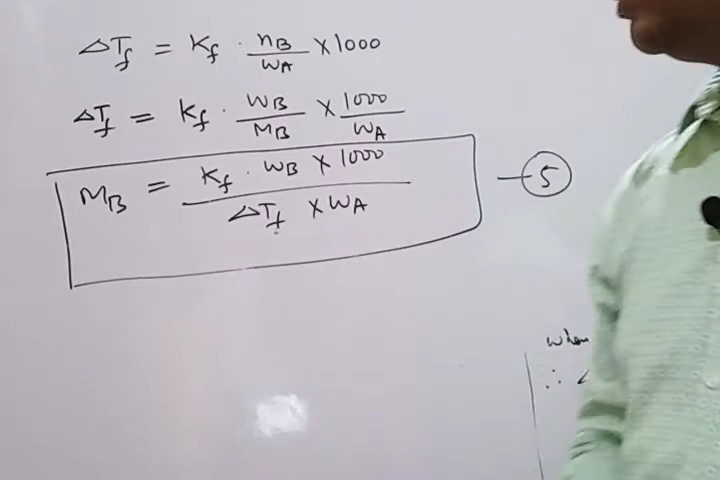 ΔTf = Kf · nB/WA × 1000
ΔTf = Kf · WB/MB × 1000/WA
MB = Kf · WB × 1000 / ΔTf × WA — 5
when
∴